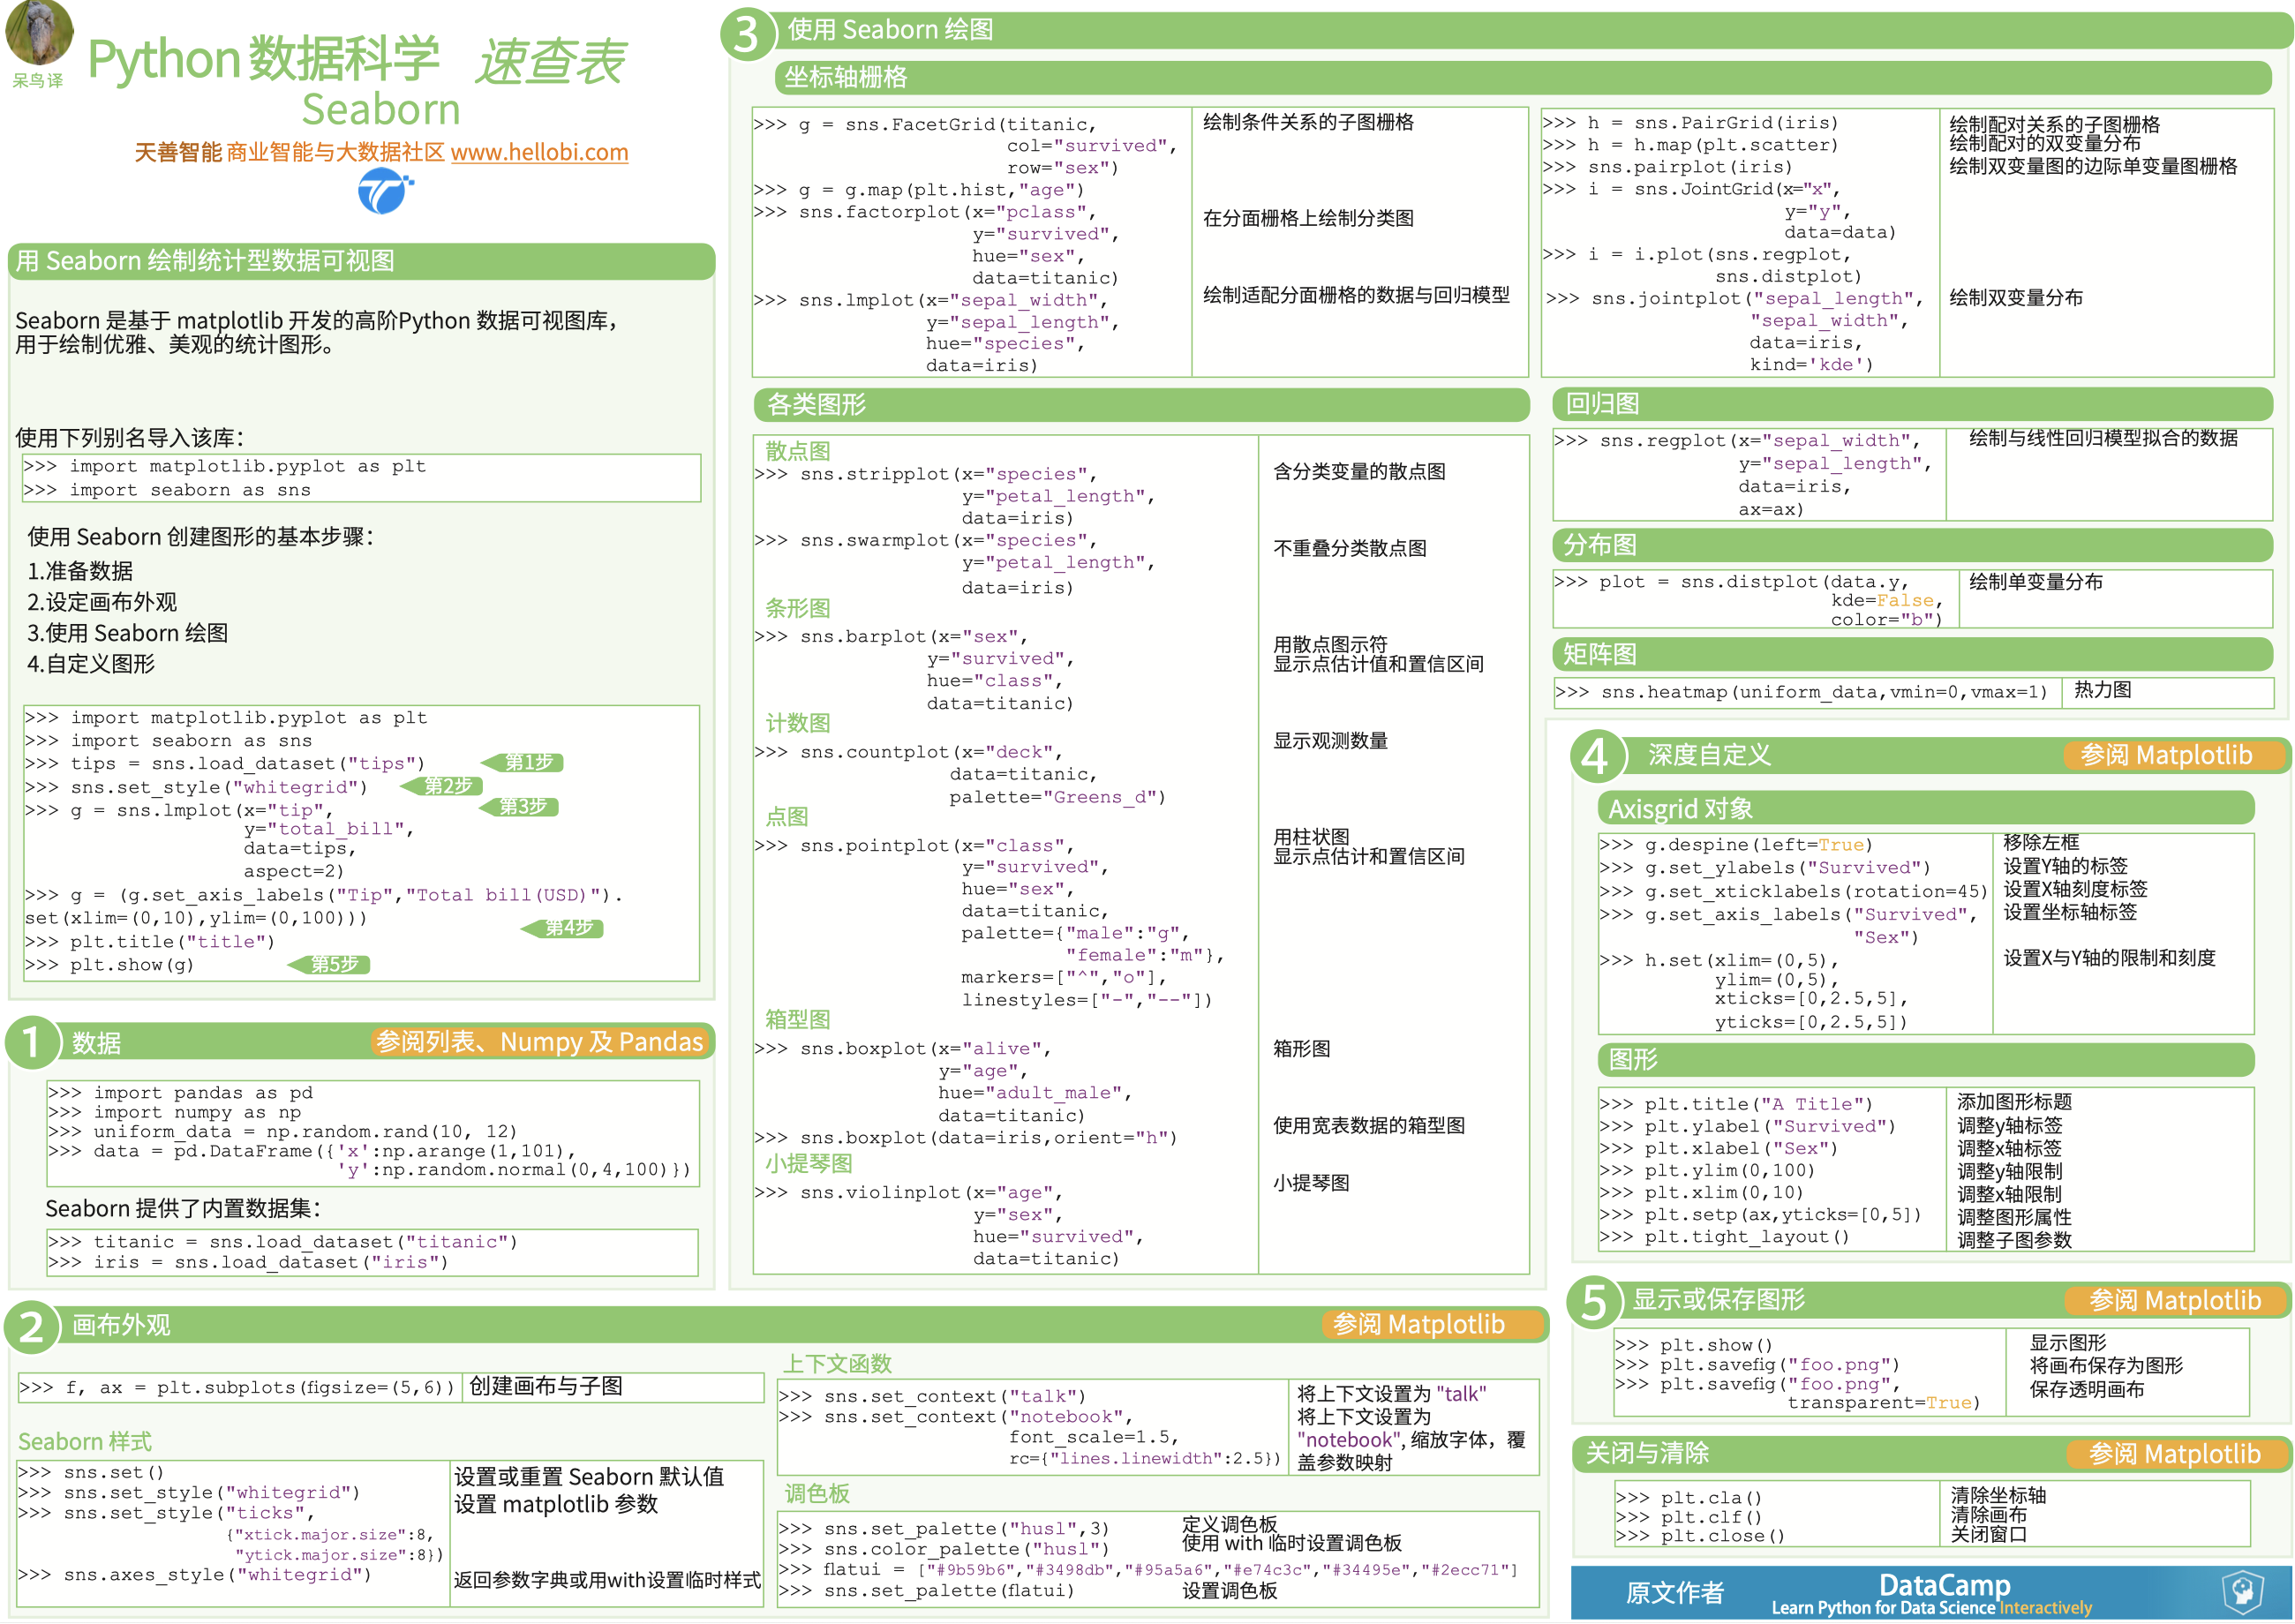 呆鸟译
Python 数据科学 速查表
Seaborn
天善智能 商业智能与大数据社区 www.hellobi.com
用 Seaborn 绘制统计型数据可视图
Seaborn 是基于 matplotlib 开发的高阶Python 数据可视图库，
用于绘制优雅、美观的统计图形。
使用下列别名导入该库：
>>> import matplotlib.pyplot as plt
>>> import seaborn as sns
使用 Seaborn 创建图形的基本步骤：
1.准备数据
2.设定画布外观
3.使用 Seaborn 绘图
4.自定义图形
>>> import matplotlib.pyplot as plt
>>> import seaborn as sns
>>> tips = sns.load_dataset("tips") 第1步
>>> sns.set_style("whitegrid") 第2步
>>> g = sns.lmplot(x="tip", 第3步
y="total_bill",
data=tips,
aspect=2)
>>> g = (g.set_axis_labels("Tip","Total bill(USD)").
set(xlim=(0,10),ylim=(0,100)))
第4步
>>> plt.title("title")
>>> plt.show(g) 第5步
1 数据 参阅列表、Numpy 及 Pandas
>>> import pandas as pd
>>> import numpy as np
>>> uniform_data = np.random.rand(10, 12)
>>> data = pd.DataFrame({'x':np.arange(1,101),
'y':np.random.normal(0,4,100)})
Seaborn 提供了内置数据集：
>>> titanic = sns.load_dataset("titanic")
>>> iris = sns.load_dataset("iris")
2 画布外观 参阅 Matplotlib
>>> f, ax = plt.subplots(figsize=(5,6)) 创建画布与子图
Seaborn 样式
>>> sns.set() 设置或重置 Seaborn 默认值
>>> sns.set_style("whitegrid") 设置 matplotlib 参数
>>> sns.set_style("ticks",
{"xtick.major.size":8,
"ytick.major.size":8})
>>> sns.axes_style("whitegrid") 返回参数字典或用with设置临时样式
上下文函数
>>> sns.set_context("talk") 将上下文设置为 "talk"
>>> sns.set_context("notebook", 将上下文设置为
font_scale=1.5, "notebook", 缩放字体，覆
rc={"lines.linewidth":2.5}) 盖参数映射
调色板
>>> sns.set_palette("husl",3) 定义调色板
>>> sns.color_palette("husl") 使用 with 临时设置调色板
>>> flatui = ["#9b59b6","#3498db","#95a5a6","#e74c3c","#34495e","#2ecc71"]
>>> sns.set_palette(flatui) 设置调色板
3 使用 Seaborn 绘图
坐标轴栅格
>>> g = sns.FacetGrid(titanic, 绘制条件关系的子图栅格
col="survived",
row="sex")
>>> g = g.map(plt.hist,"age")
>>> sns.factorplot(x="pclass", 在分面栅格上绘制分类图
y="survived",
hue="sex",
data=titanic)
>>> sns.lmplot(x="sepal_width", 绘制适配分面栅格的数据与回归模型
y="sepal_length",
hue="species",
data=iris)
>>> h = sns.PairGrid(iris) 绘制配对关系的子图栅格
>>> h = h.map(plt.scatter) 绘制配对的双变量分布
>>> sns.pairplot(iris) 绘制双变量图的边际单变量图栅格
>>> i = sns.JointGrid(x="x",
y="y",
data=data)
>>> i = i.plot(sns.regplot,
sns.distplot)
>>> sns.jointplot("sepal_length", 绘制双变量分布
"sepal_width",
data=iris,
kind='kde')
各类图形
散点图
>>> sns.stripplot(x="species", 含分类变量的散点图
y="petal_length",
data=iris)
>>> sns.swarmplot(x="species", 不重叠分类散点图
y="petal_length",
data=iris)
条形图
>>> sns.barplot(x="sex", 用散点图示符
y="survived", 显示点估计值和置信区间
hue="class",
data=titanic)
计数图
>>> sns.countplot(x="deck", 显示观测数量
data=titanic,
palette="Greens_d")
点图
>>> sns.pointplot(x="class", 用柱状图
y="survived", 显示点估计和置信区间
hue="sex",
data=titanic,
palette={"male":"g",
"female":"m"},
markers=["^","o"],
linestyles=["-","--"])
箱型图
>>> sns.boxplot(x="alive", 箱形图
y="age",
hue="adult_male",
data=titanic)
>>> sns.boxplot(data=iris,orient="h") 使用宽表数据的箱型图
小提琴图
>>> sns.violinplot(x="age", 小提琴图
y="sex",
hue="survived",
data=titanic)
回归图
>>> sns.regplot(x="sepal_width", 绘制与线性回归模型拟合的数据
y="sepal_length",
data=iris,
ax=ax)
分布图
>>> plot = sns.distplot(data.y, 绘制单变量分布
kde=False,
color="b")
矩阵图
>>> sns.heatmap(uniform_data,vmin=0,vmax=1) 热力图
4 深度自定义 参阅 Matplotlib
Axisgrid 对象
>>> g.despine(left=True) 移除左框
>>> g.set_ylabels("Survived") 设置Y轴的标签
>>> g.set_xticklabels(rotation=45) 设置X轴刻度标签
>>> g.set_axis_labels("Survived", 设置坐标轴标签
"Sex")
>>> h.set(xlim=(0,5), 设置X与Y轴的限制和刻度
ylim=(0,5),
xticks=[0,2.5,5],
yticks=[0,2.5,5])
图形
>>> plt.title("A Title") 添加图形标题
>>> plt.ylabel("Survived") 调整y轴标签
>>> plt.xlabel("Sex") 调整x轴标签
>>> plt.ylim(0,100) 调整y轴限制
>>> plt.xlim(0,10) 调整x轴限制
>>> plt.setp(ax,yticks=[0,5]) 调整图形属性
>>> plt.tight_layout() 调整子图参数
5 显示或保存图形 参阅 Matplotlib
>>> plt.show() 显示图形
>>> plt.savefig("foo.png") 将画布保存为图形
>>> plt.savefig("foo.png", 保存透明画布
transparent=True)
关闭与清除 参阅 Matplotlib
>>> plt.cla() 清除坐标轴
>>> plt.clf() 清除画布
>>> plt.close() 关闭窗口
原文作者 DataCamp
Learn Python for Data Science Interactively